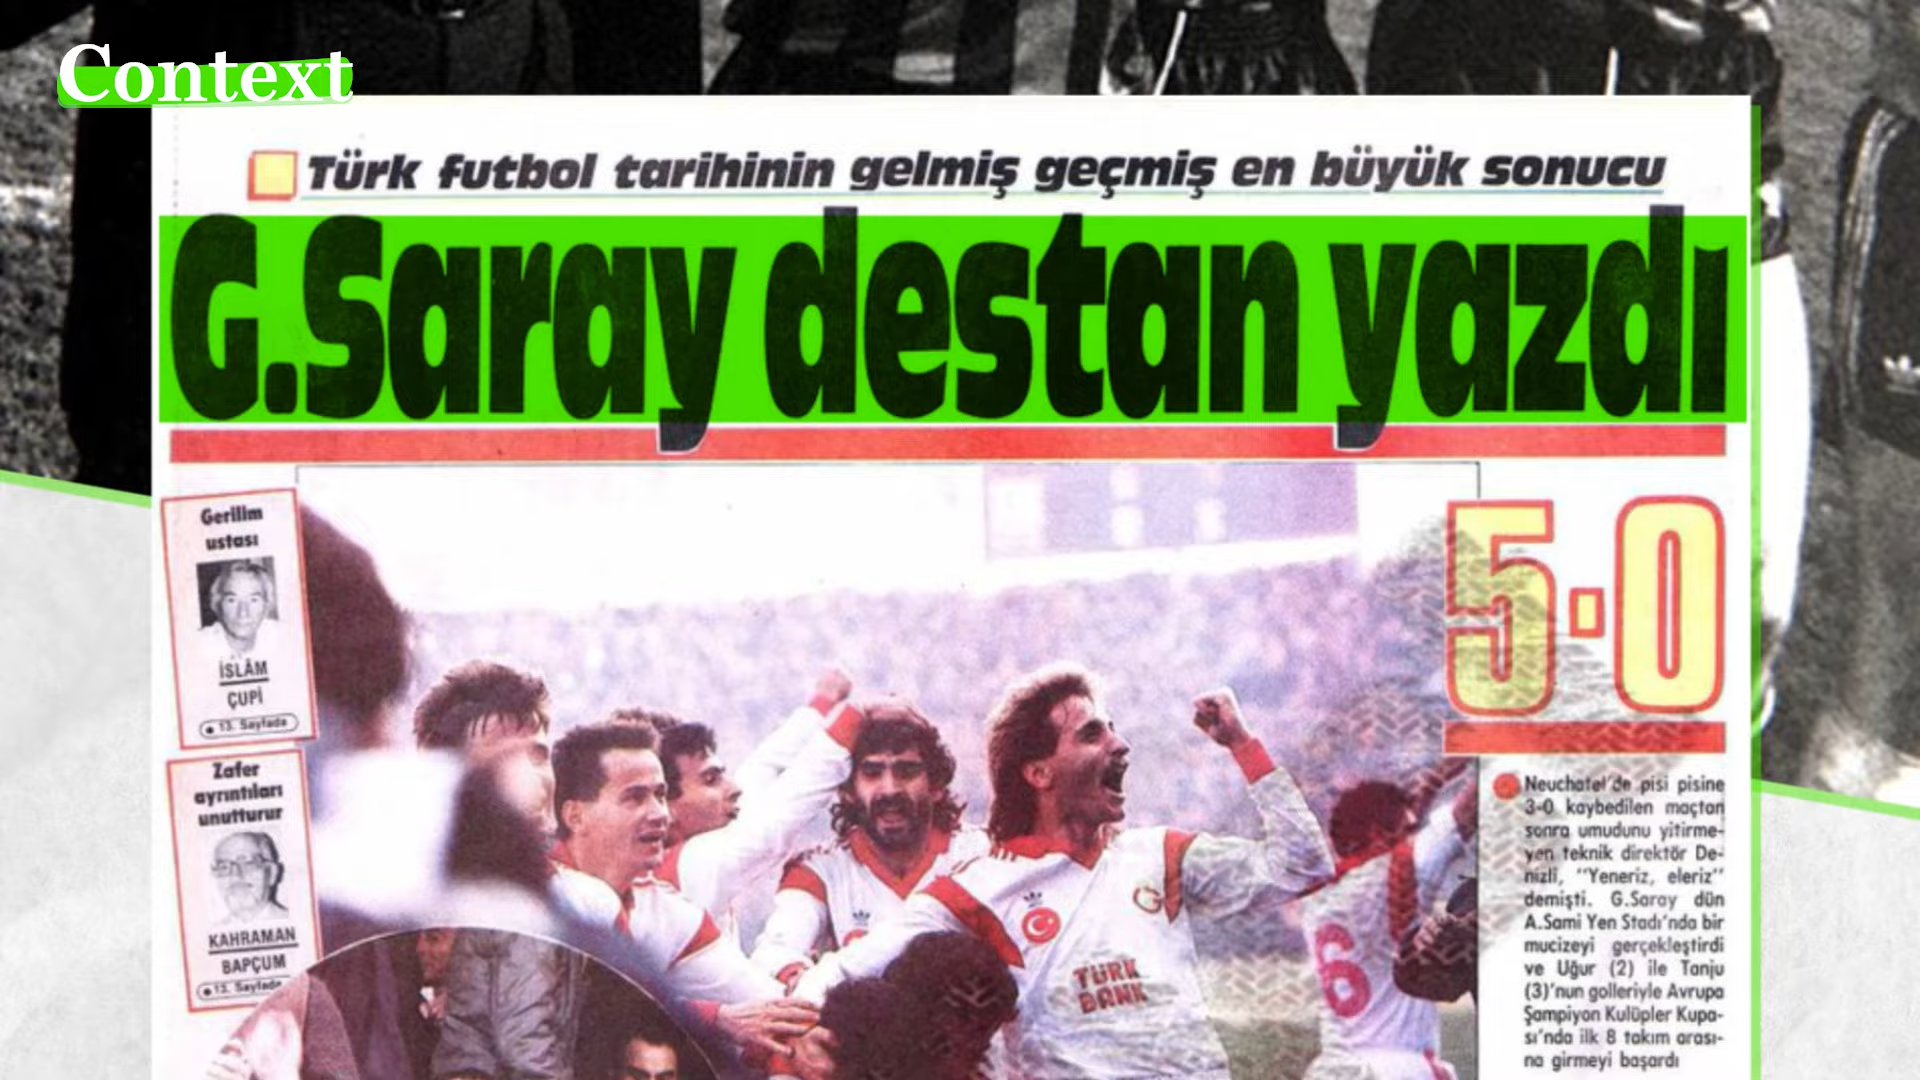 Context
Türk futbol tarihinin gelmiş geçmiş en büyük sonucu
G.Saray destan yazdı
5-0
Gerilim
ustası
İSLÂM
ÇUPİ
13. Sayfada
Zafer
ayrıntıları
unutturur
KAHRAMAN
BAPÇUM
13. Sayfada
TÜRK
BANK
6
Neuchatel'de pisi pisine
3-0 kaybedilen maçtan
sonra umudunu yitirme-
yen teknik direktör De-
nizli, "Yeneriz, eleriz"
demişti. G.Saray dün
A.Sami Yen Stadı'nda bir
mucizeyi gerçekleştirdi
ve Uğur (2) ile Tanju
(3)'nun golleriyle Avrupa
Şampiyon Kulüpler Kupa-
sı'nda ilk 8 takım arası-
na girmeyi başardı